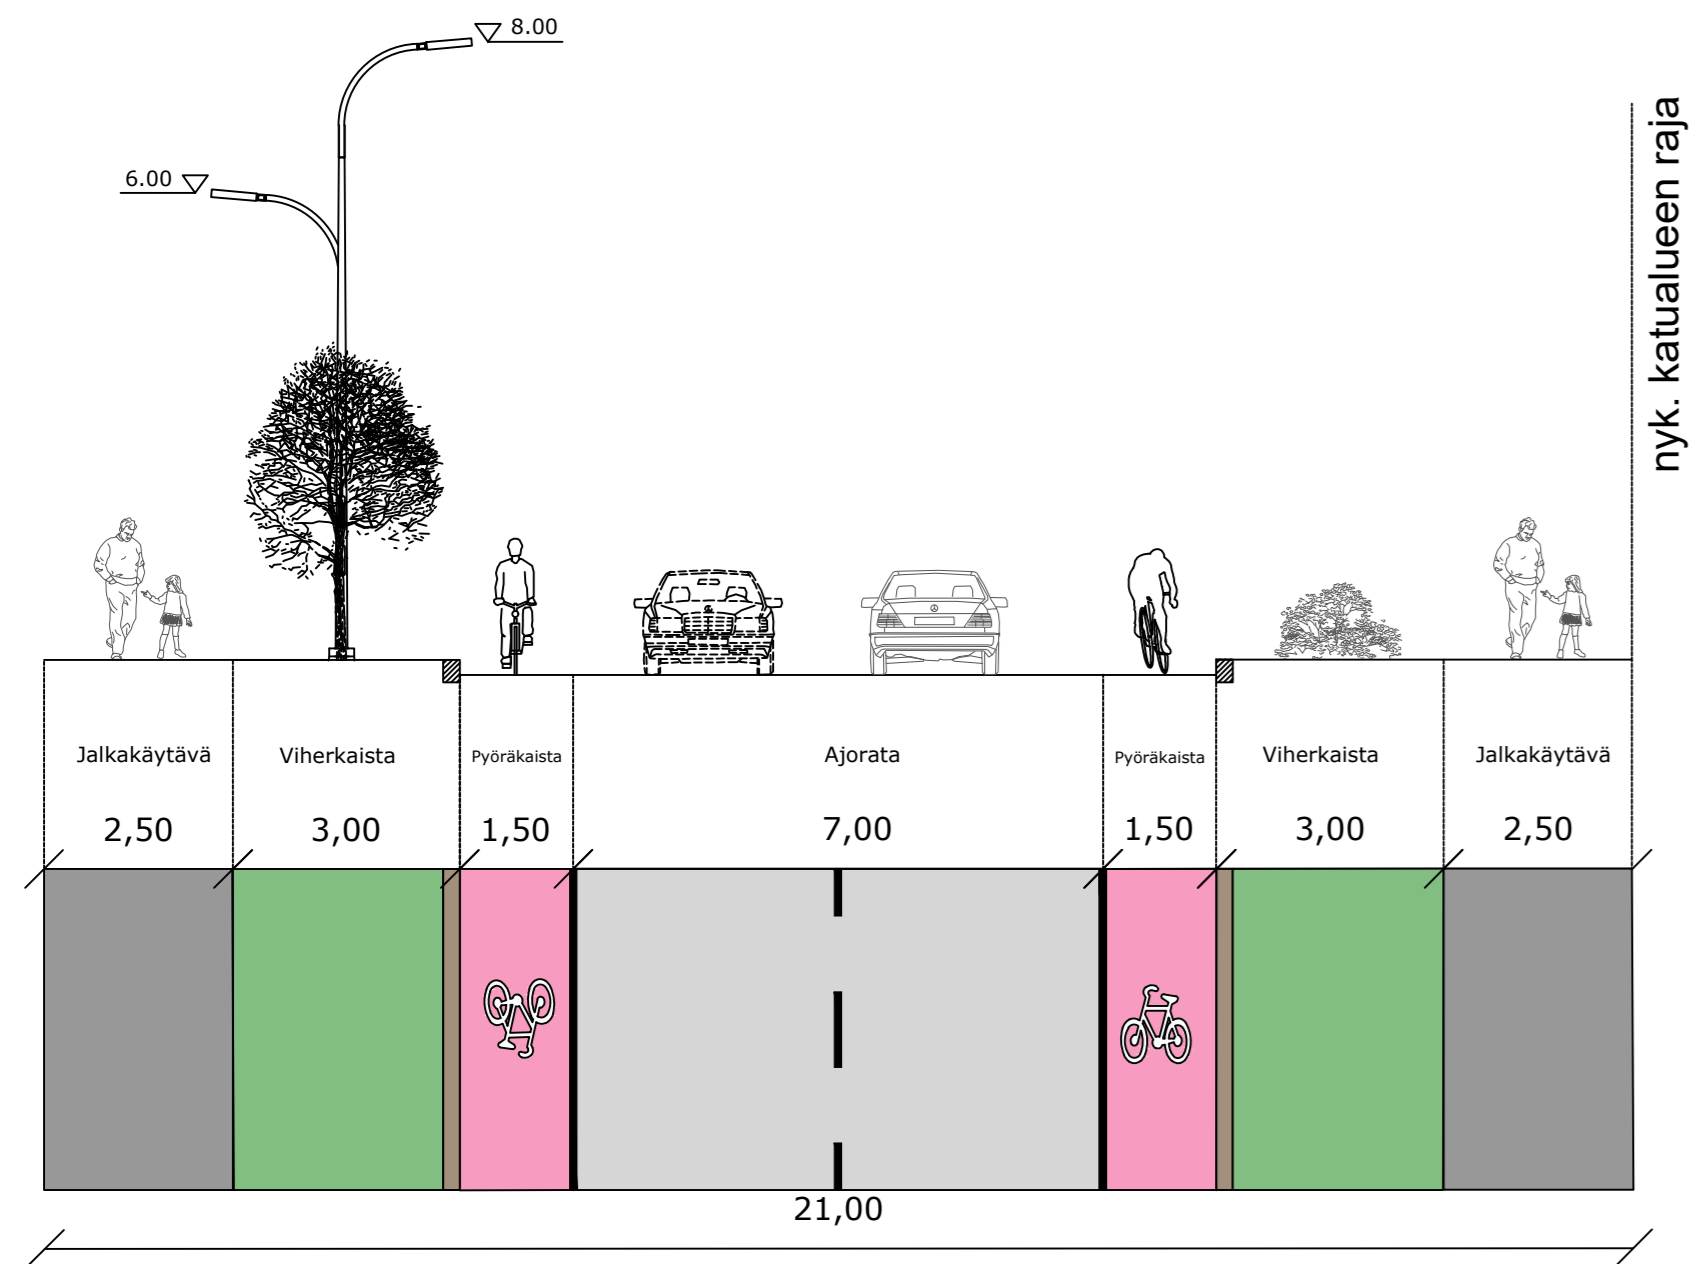 8.00
6.00
nyk. katualueen raja
Jalkakäytävä Viherkaista Pyöräkaista Ajorata Pyöräkaista Viherkaista Jalkakäytävä
2,50 3,00 1,50 7,00 1,50 3,00 2,50
21,00